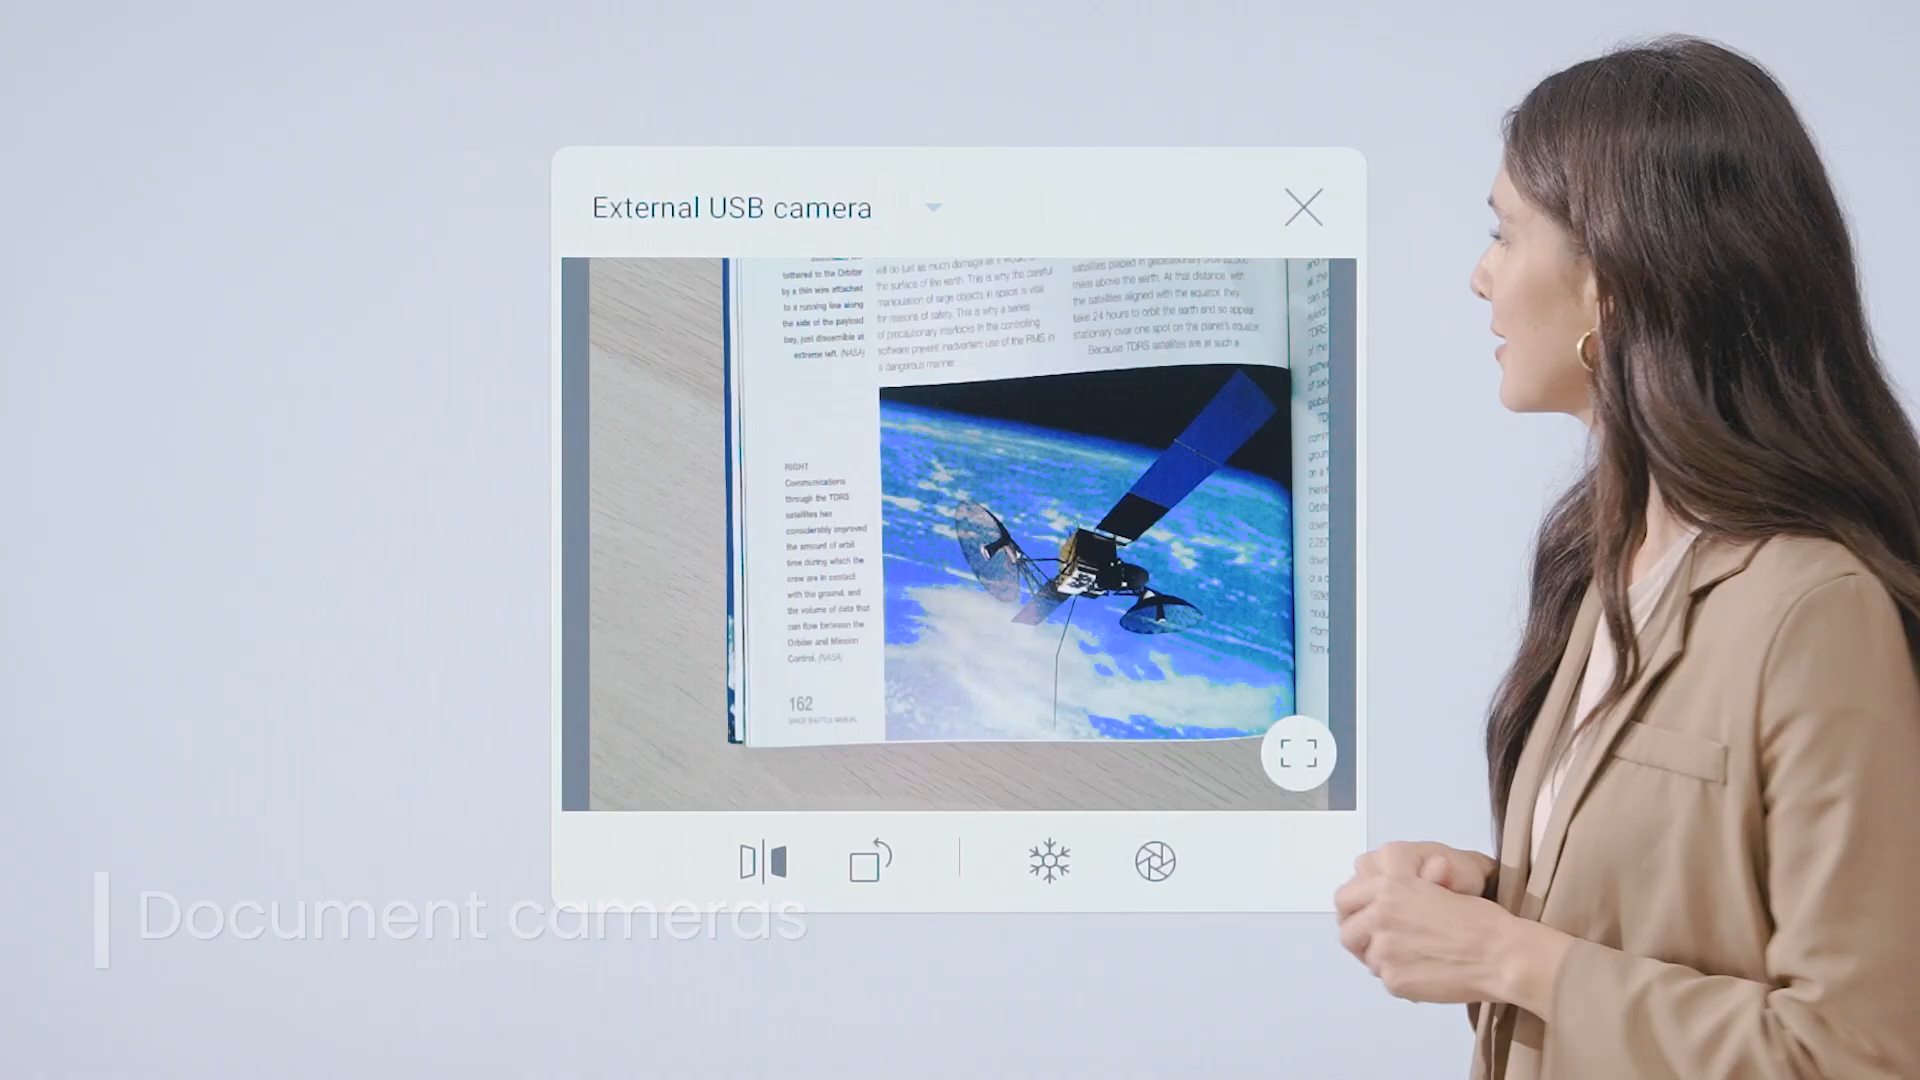 External USB camera
tethered to the Orbiter
by a thin wire attached
to a running line along
the side of the payload
bay, just discernible at
extreme left. (NASA)
will do just as much damage as it would
the surface of the earth. This is why the careful
manipulation of large objects in space is vital
for reasons of safety. This is why a series
of precautionary interlocks in the controlling
software prevent inadvertent use of the RMS in
a dangerous manner.
satellites placed in geostationary orbit
miles above the earth. At that distance, with
the satellites aligned with the equator, they
take 24 hours to orbit the earth and so appear
stationary over one spot on the planet's equator.
Because TDRS satellites are at such a
RIGHT
Communications
through the TDRS
satellites has
considerably improved
the amount of orbit
time during which the
crew are in contact
with the ground, and
the volume of data that
can flow between the
Orbiter and Mission
Control. (NASA)
162
SPACE SHUTTLE MANUAL
Document cameras